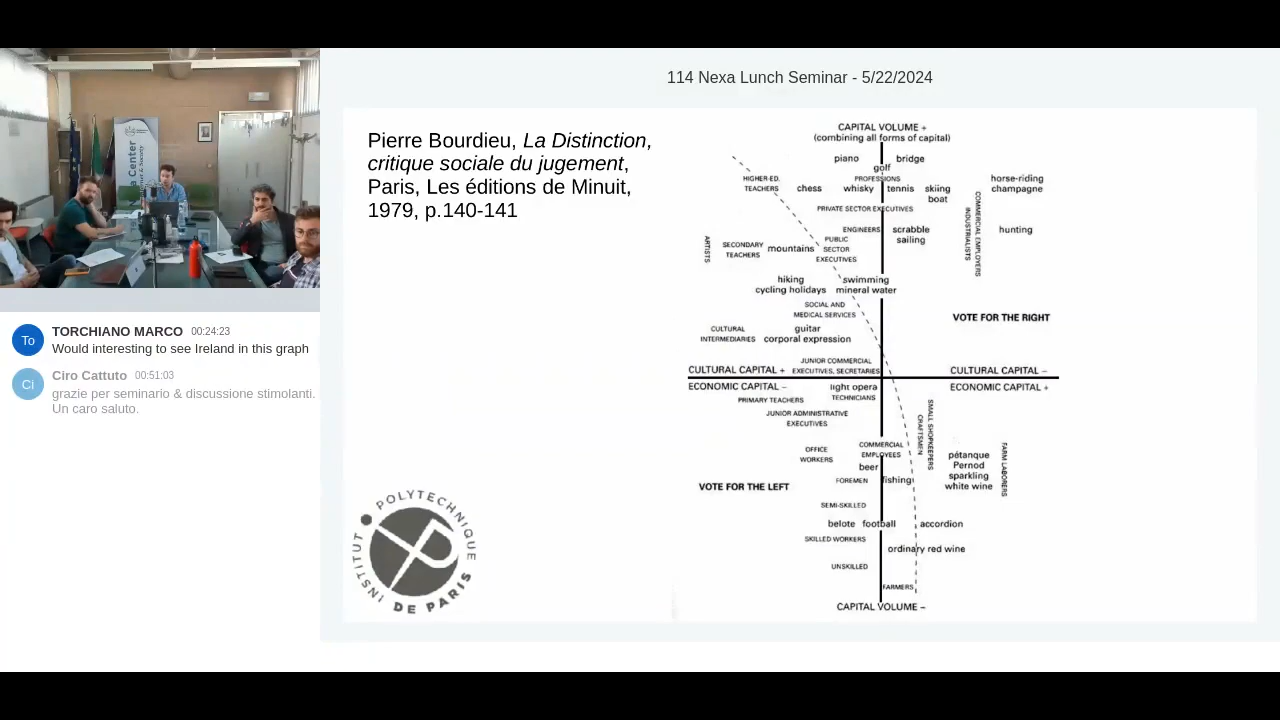 114 Nexa Lunch Seminar - 5/22/2024
TORCHIANO MARCO 00:24:23
To
Would interesting to see Ireland in this graph
Ciro Cattuto 00:51:03
Ci
grazie per seminario & discussione stimolanti.
Un caro saluto.
Pierre Bourdieu, La Distinction,
critique sociale du jugement,
Paris, Les éditions de Minuit,
1979, p.140-141
INSTITUT POLYTECHNIQUE
DE PARIS
CAPITAL VOLUME +
(combining all forms of capital)
piano bridge
golf
HIGHER-ED. PROFESSIONS horse-riding
TEACHERS chess whisky tennis skiing champagne
boat
PRIVATE SECTOR EXECUTIVES
COMMERCIAL EMPLOYERS
INDUSTRIALISTS
ENGINEERS scrabble hunting
ARTISTS
SECONDARY mountains PUBLIC sailing
TEACHERS SECTOR
EXECUTIVES
hiking swimming
cycling holidays mineral water
SOCIAL AND
MEDICAL SERVICES
VOTE FOR THE RIGHT
CULTURAL guitar
INTERMEDIARIES corporal expression
JUNIOR COMMERCIAL
CULTURAL CAPITAL + EXECUTIVES, SECRETARIES CULTURAL CAPITAL –
ECONOMIC CAPITAL – light opera ECONOMIC CAPITAL +
PRIMARY TEACHERS TECHNICIANS
JUNIOR ADMINISTRATIVE
EXECUTIVES
SMALL SHOPKEEPERS
CRAFTSMEN
OFFICE COMMERCIAL
WORKERS EMPLOYEES
pétanque
Pernod
sparkling
white wine
FARM LABORERS
beer
FOREMEN fishing
VOTE FOR THE LEFT
SEMI-SKILLED
belote football accordion
SKILLED WORKERS
ordinary red wine
UNSKILLED
FARMERS
CAPITAL VOLUME –